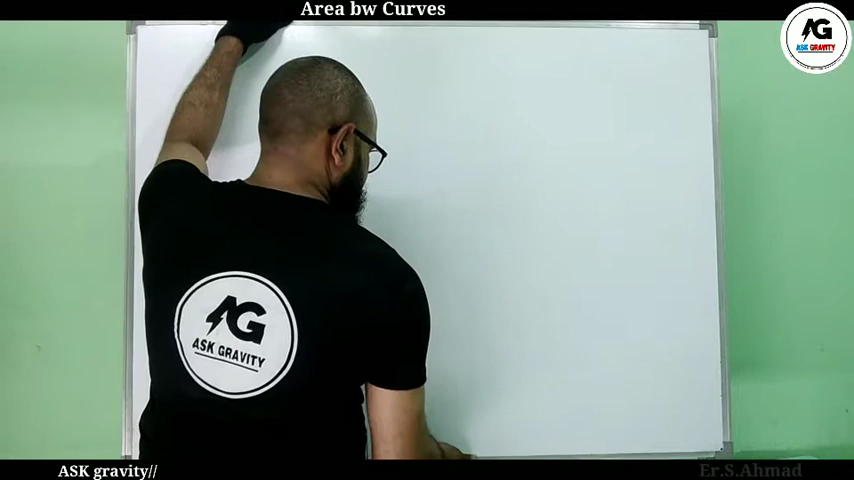 Area bw Curves
AG
ASK GRAVITY
AG
ASK GRAVITY
ASK gravity//
Er.S.Ahmad